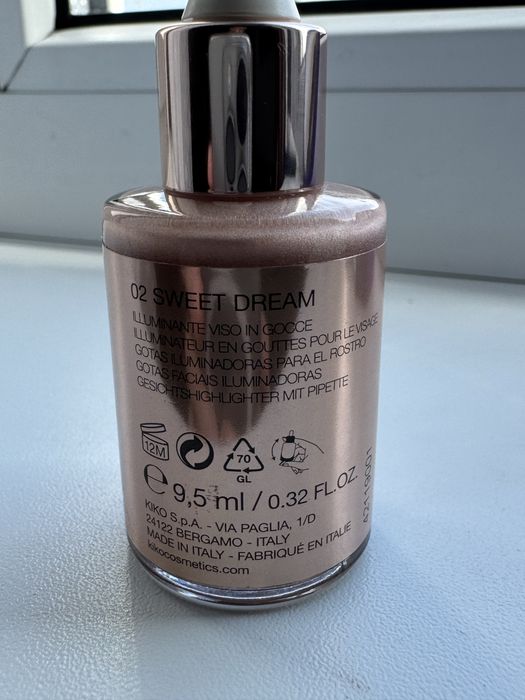 02 SWEET DREAM
ILLUMINANTE VISO IN GOCCE
ILLUMINATEUR EN GOUTTES POUR LE VISAGE
GOTAS ILUMINADORAS PARA EL ROSTRO
GOTAS FACIAIS ILUMINADORAS
GESICHTSHIGHLIGHTER MIT PIPETTE
12M
70
GL
℮ 9,5 ml / 0.32 FL.OZ.
KIKO S.p.A. - VIA PAGLIA, 1/D
24122 BERGAMO - ITALY
MADE IN ITALY - FABRIQUÉ EN ITALIE
kikocosmetics.com